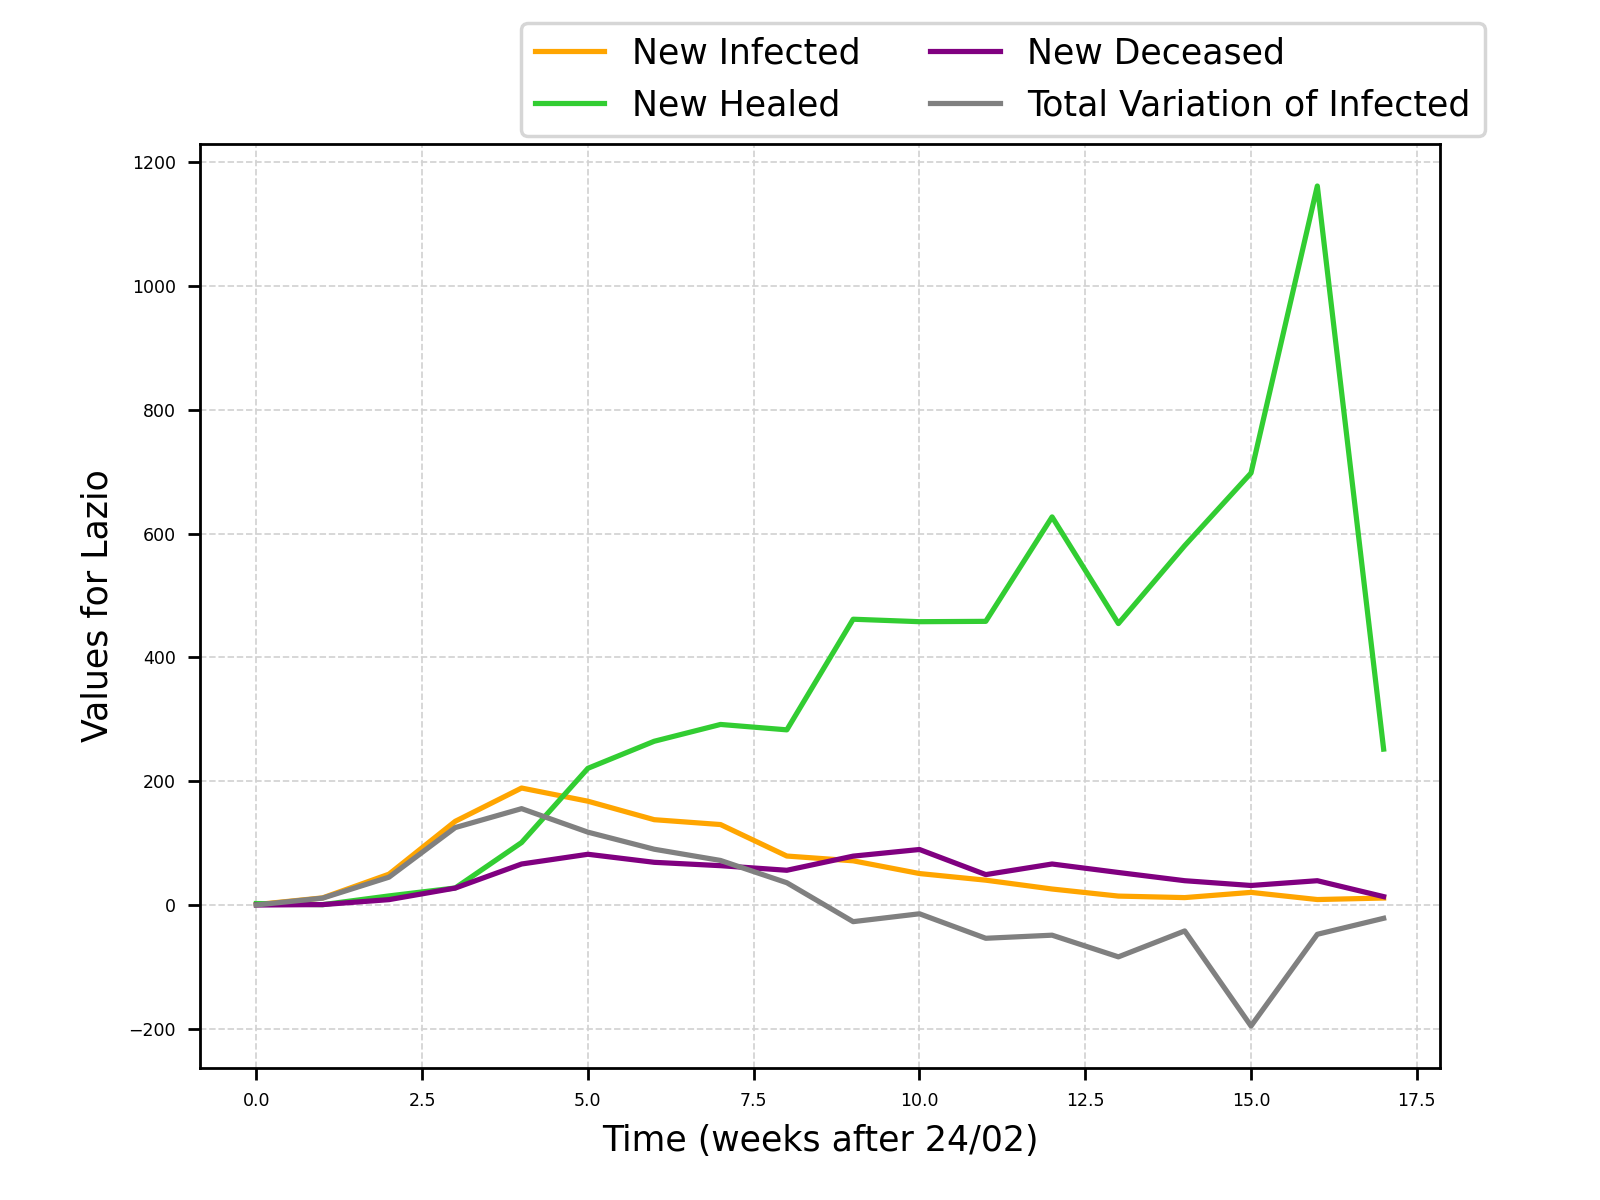 New Infected
New Healed
New Deceased
Total Variation of Infected
1200
1000
800
600
400
200
0
−200
Values for Lazio
0.0 2.5 5.0 7.5 10.0 12.5 15.0 17.5
Time (weeks after 24/02)